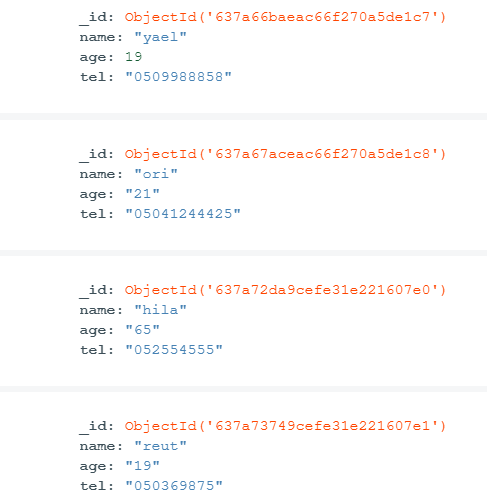 _id: ObjectId('637a66baeac66f270a5de1c7')
name: "yael"
age: 19
tel: "0509988858"
_id: ObjectId('637a67aceac66f270a5de1c8')
name: "ori"
age: "21"
tel: "05041244425"
_id: ObjectId('637a72da9cefe31e221607e0')
name: "hila"
age: "65"
tel: "052554555"
_id: ObjectId('637a73749cefe31e221607e1')
name: "reut"
age: "19"
tel: "050369875"